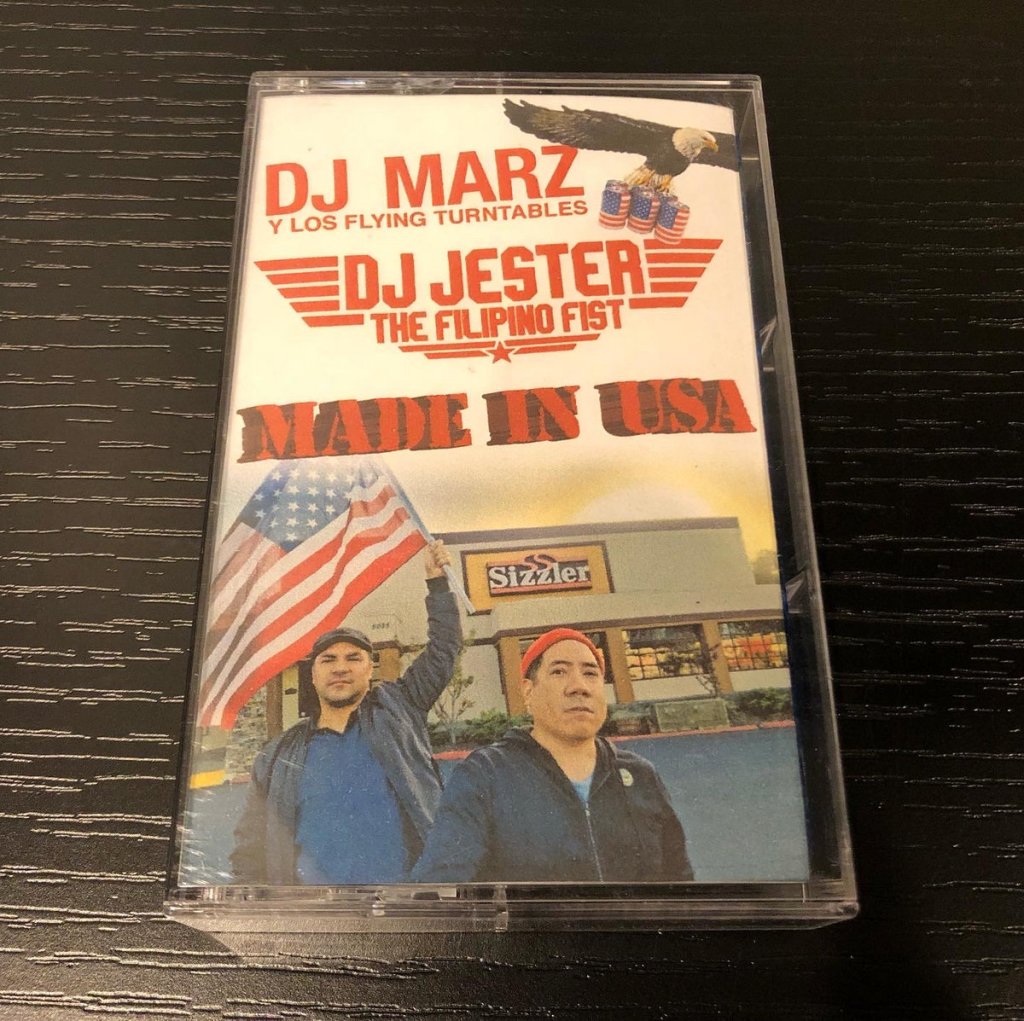 DJ MARZ
Y LOS FLYING TURNTABLES
DJ JESTER
THE FILIPINO FIST
MADE IN USA
Sizzler